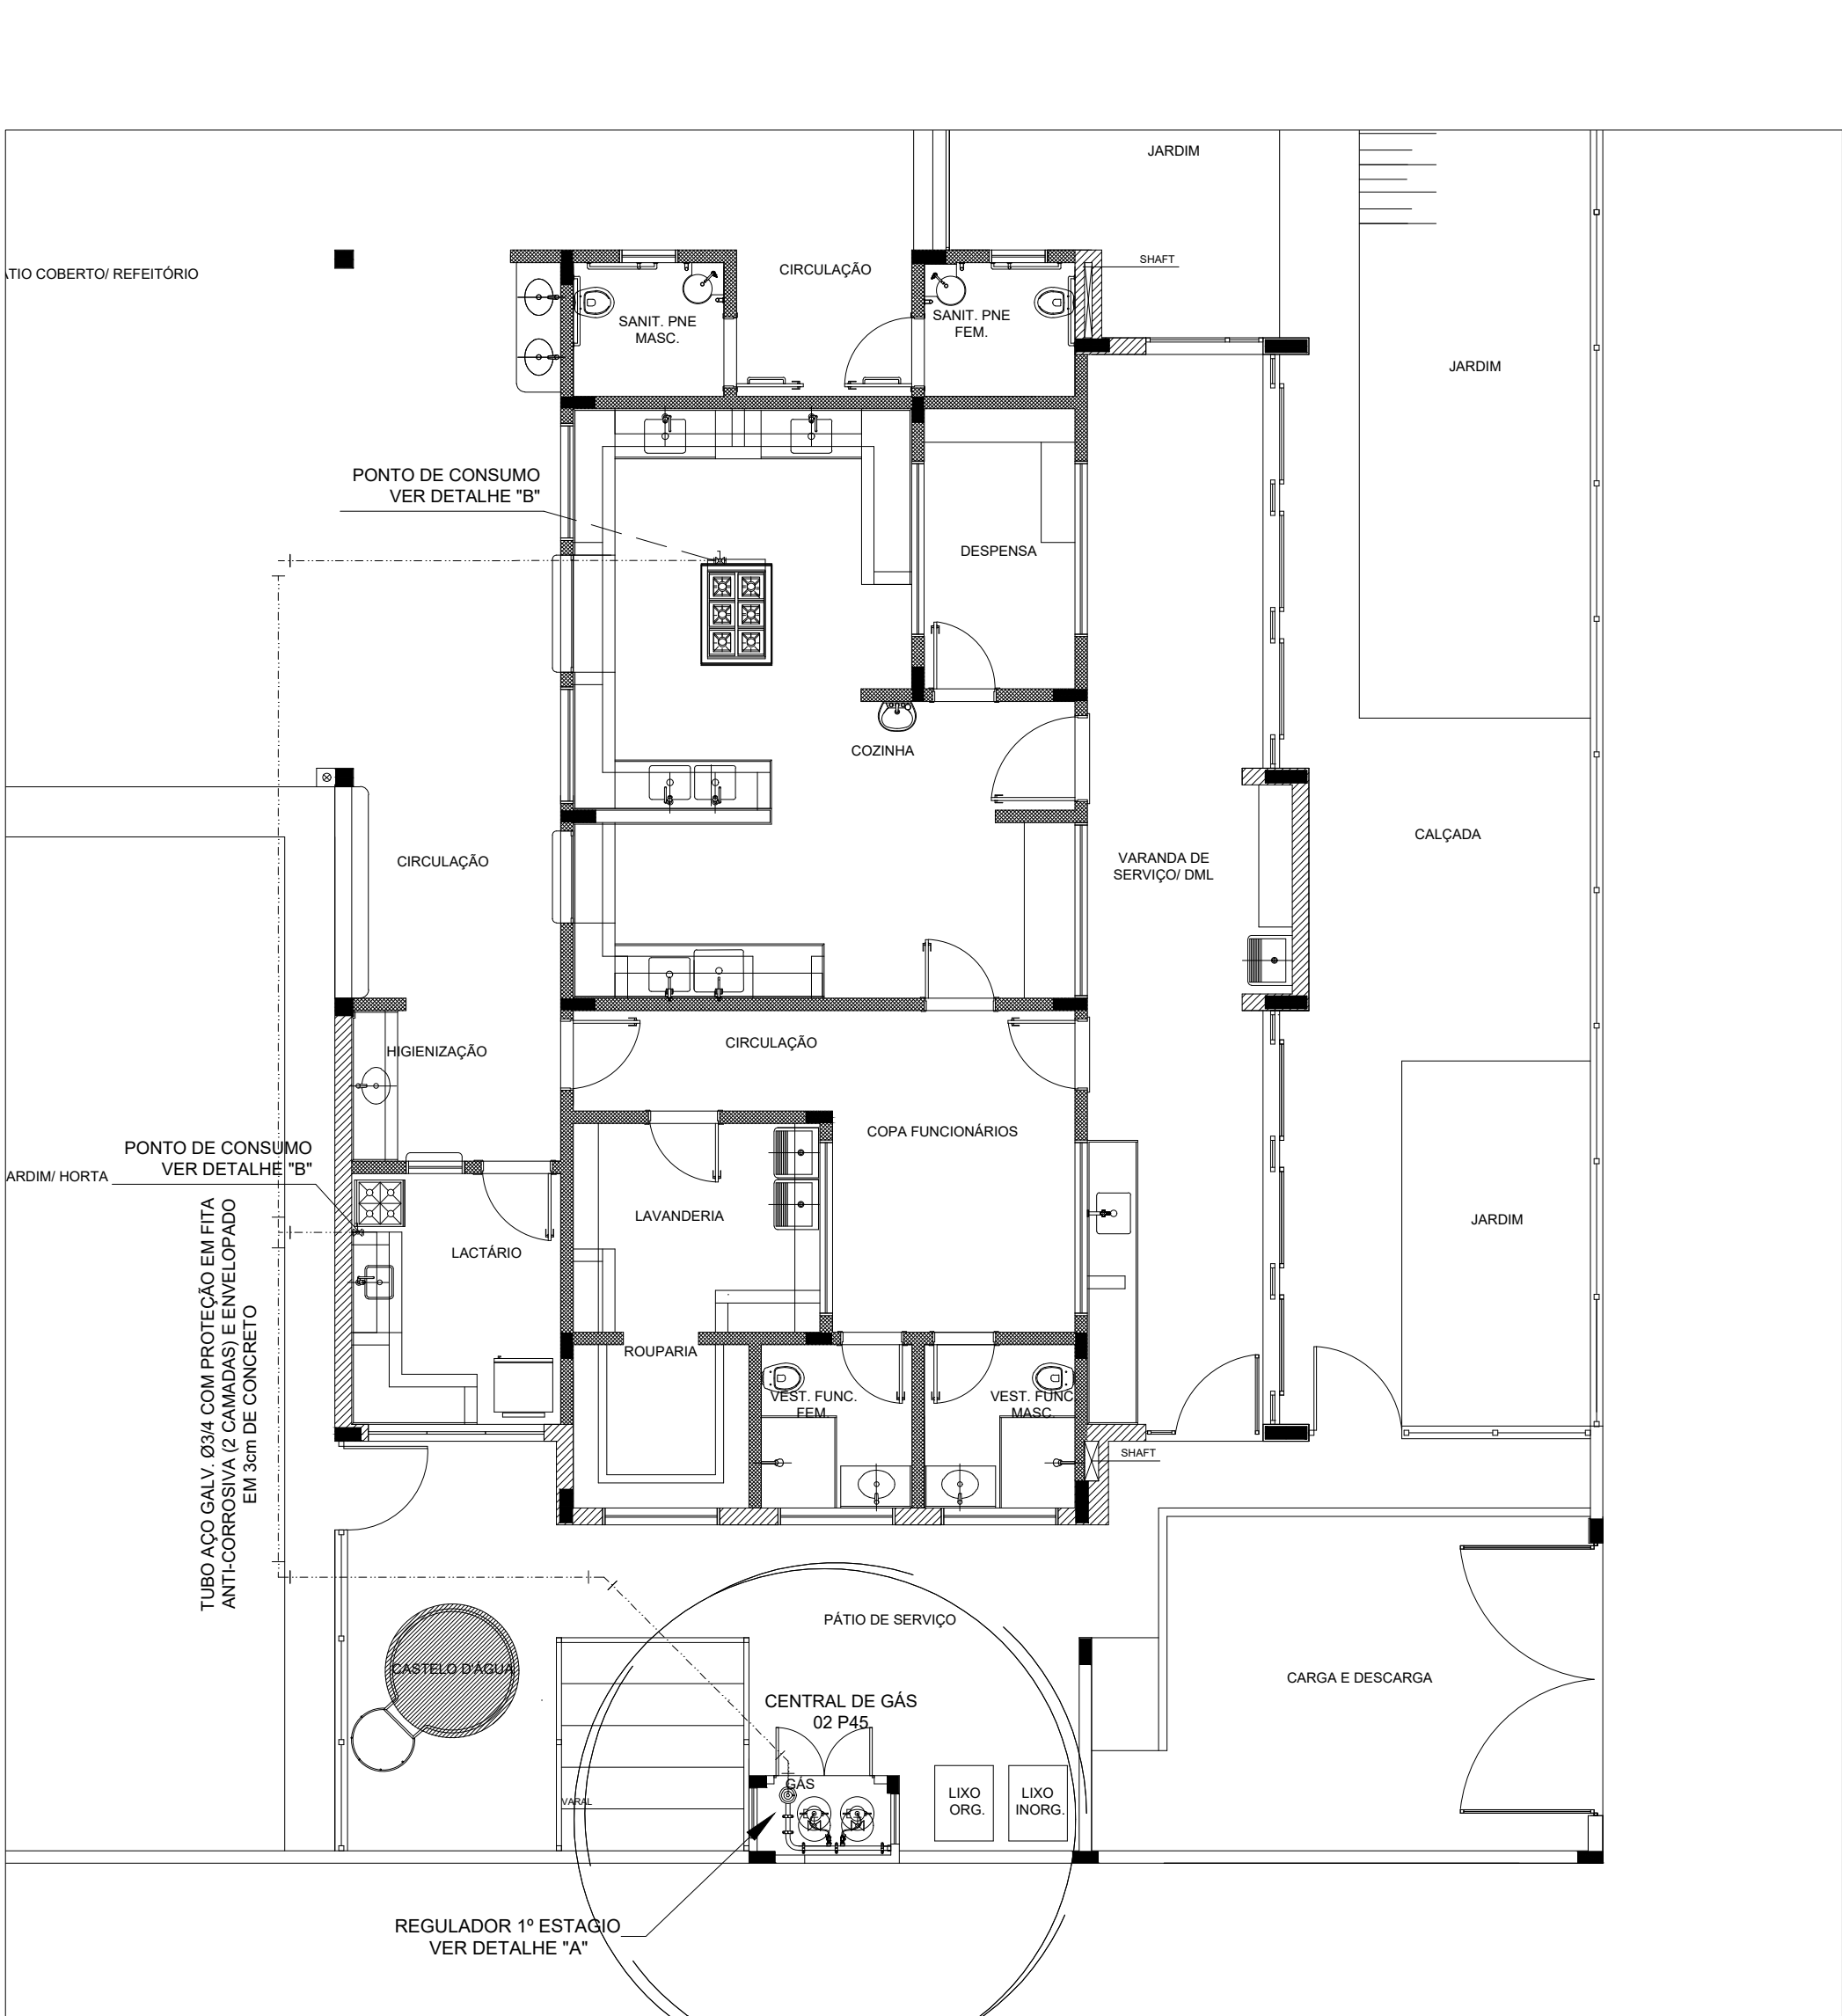 JARDIM
SHAFT
ÁTIO COBERTO/ REFEITÓRIO
CIRCULAÇÃO
SANIT. PNE
MASC.
SANIT. PNE
FEM.
JARDIM
PONTO DE CONSUMO
VER DETALHE "B"
DESPENSA
COZINHA
CALÇADA
CIRCULAÇÃO
VARANDA DE
SERVIÇO/ DML
HIGIENIZAÇÃO
CIRCULAÇÃO
COPA FUNCIONÁRIOS
PONTO DE CONSUMO
VER DETALHE "B"
ARDIM/ HORTA
LAVANDERIA
JARDIM
LACTÁRIO
TUBO AÇO GALV. Ø3/4 COM PROTEÇÃO EM FITA
ANTI-CORROSIVA (2 CAMADAS) E ENVELOPADO
EM 3cm DE CONCRETO
ROUPARIA
VEST. FUNC.
FEM.
VEST. FUNC.
MASC.
SHAFT
PÁTIO DE SERVIÇO
CASTELO D'ÁGUA
CARGA E DESCARGA
CENTRAL DE GÁS
02 P45
GÁS
VARAL
LIXO
ORG.
LIXO
INORG.
REGULADOR 1º ESTAGIO
VER DETALHE "A"